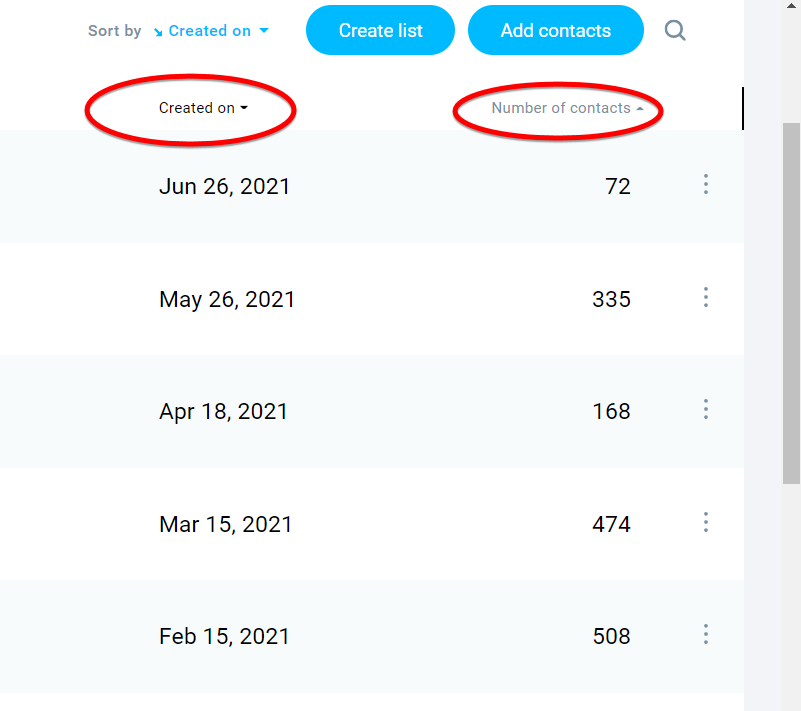 Sort by Created on Create list Add contacts
Created on Number of contacts
Jun 26, 2021 72
May 26, 2021 335
Apr 18, 2021 168
Mar 15, 2021 474
Feb 15, 2021 508